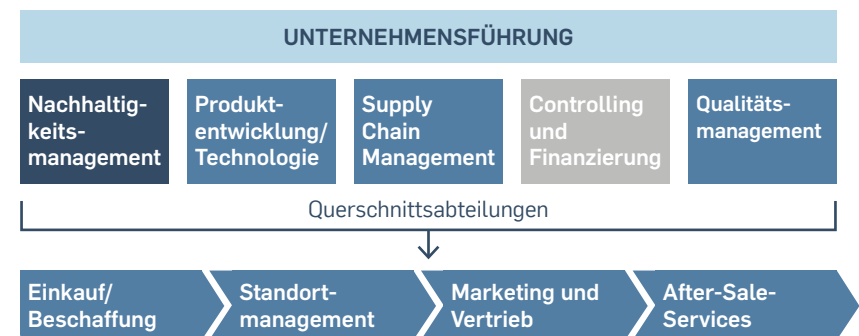 UNTERNEHMENSFÜHRUNG
Nachhaltig-
keits-
management
Produkt-
entwicklung/
Technologie
Supply
Chain
Management
Controlling
und
Finanzierung
Qualitäts-
management
Querschnittsabteilungen
Einkauf/
Beschaffung
Standort-
management
Marketing und
Vertrieb
After-Sale-
Services